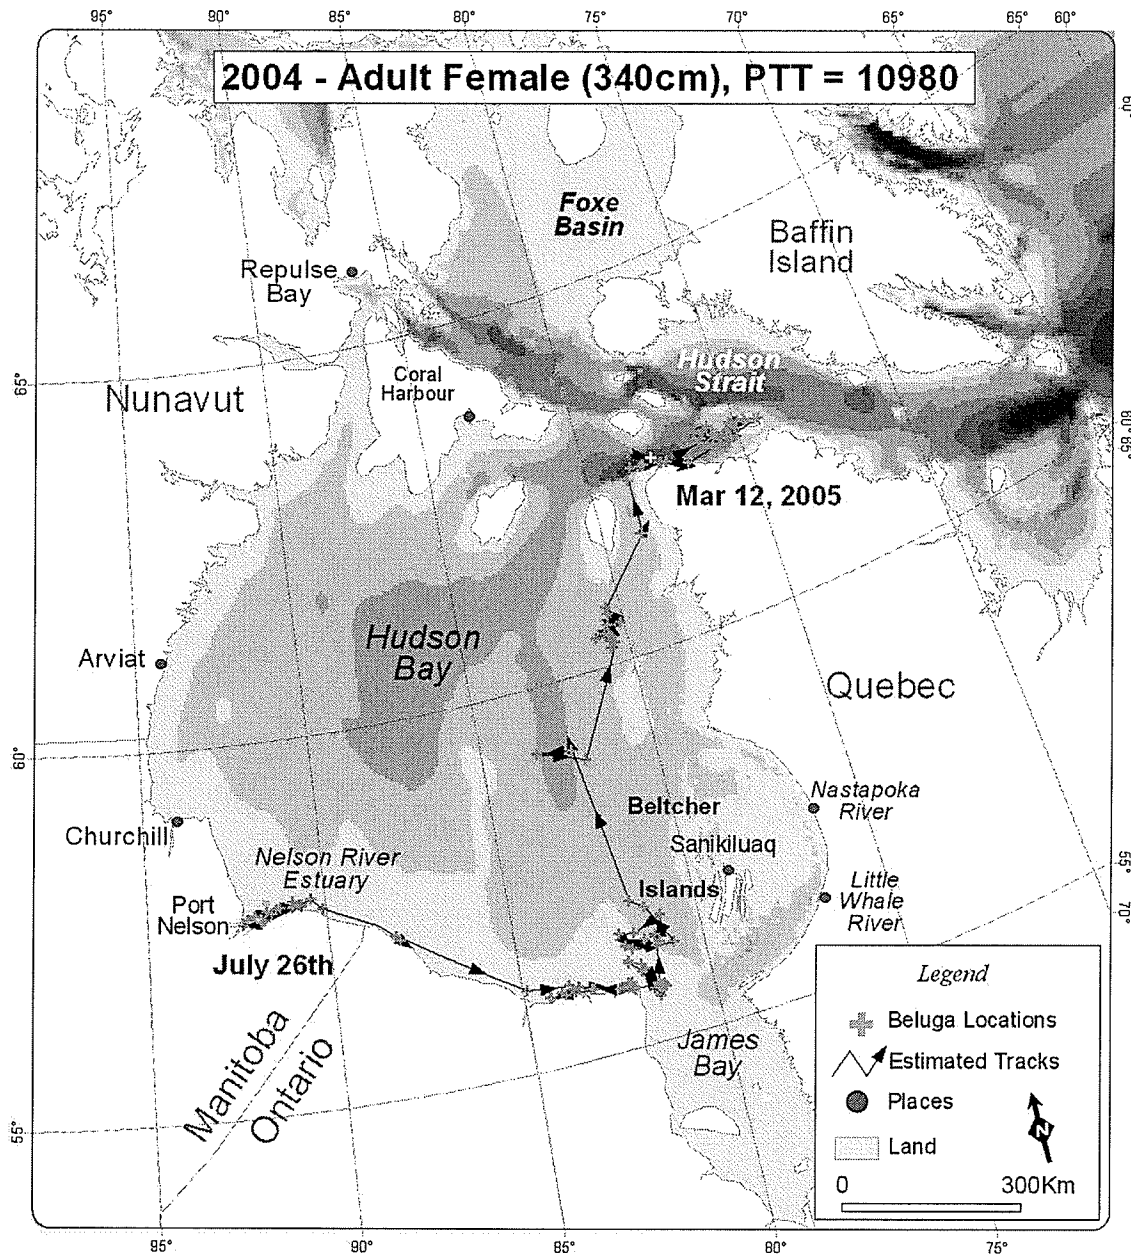 95° 90° 85° 80° 75° 70° 65° 65° 60°
2004 - Adult Female (340cm), PTT = 10980
60°
Foxe
Basin
Baffin
Island
Repulse
Bay
Hudson
Strait
65°
Nunavut
Coral
Harbour
60°
65°
Mar 12, 2005
Hudson
Bay
Arviat
Quebec
60°
Beltcher
Nastapoka
River
Churchill
Sanikiluaq
Nelson River
Estuary
55°
Islands
Little
Whale
River
Port
Nelson
70°
July 26th
Legend
Beluga Locations
James
Bay
Estimated Tracks
Manitoba
Ontario
Places
N
Land
55°
0 300Km
95° 90° 85° 80° 75°